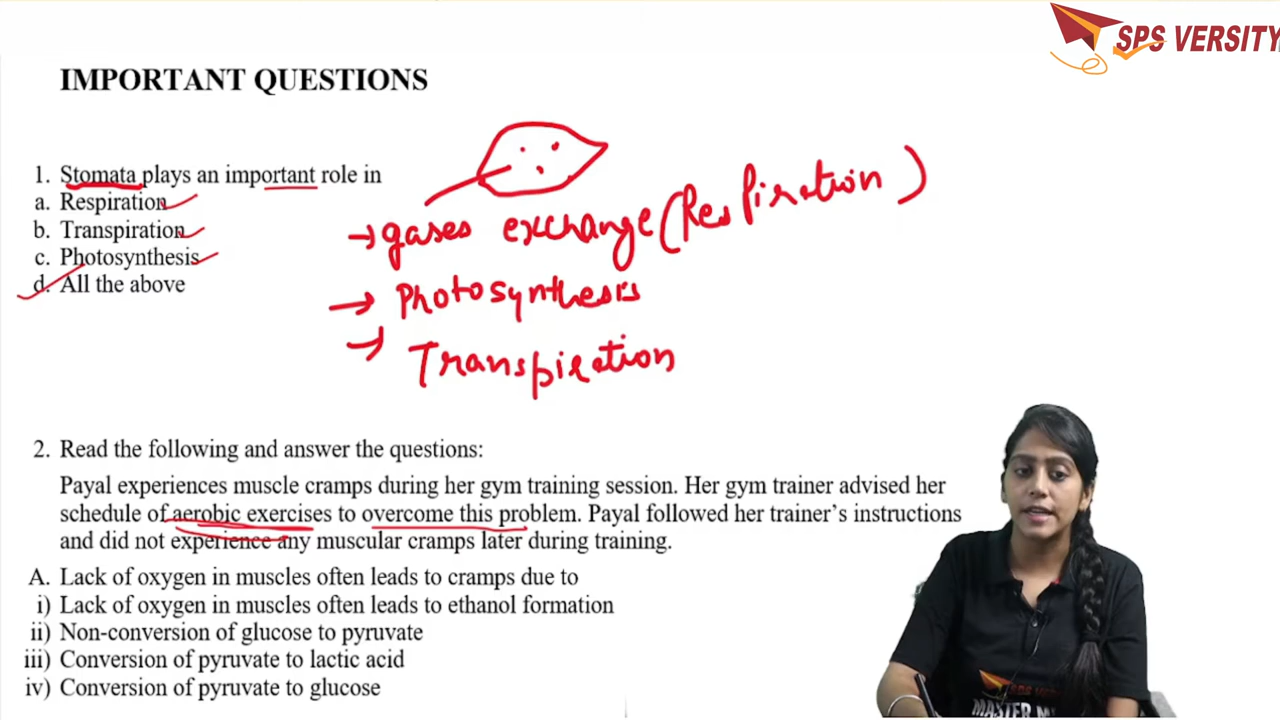 SPS VERSITY
IMPORTANT QUESTIONS
1. Stomata plays an important role in
a. Respiration
b. Transpiration
c. Photosynthesis
d. All the above
→ gases exchange (Respiration)
→ Photosynthesis
→ Transpiration
2. Read the following and answer the questions:
Payal experiences muscle cramps during her gym training session. Her gym trainer advised her
schedule of aerobic exercises to overcome this problem. Payal followed her trainer's instructions
and did not experience any muscular cramps later during training.
A. Lack of oxygen in muscles often leads to cramps due to
i) Lack of oxygen in muscles often leads to ethanol formation
ii) Non-conversion of glucose to pyruvate
iii) Conversion of pyruvate to lactic acid
iv) Conversion of pyruvate to glucose
SPS VERSITY
MASTER